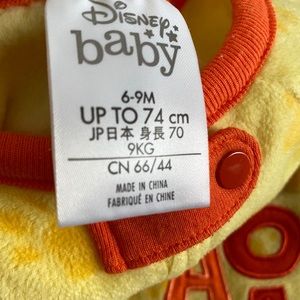 Disney
baby
6-9M
UP TO 74 cm
JP日本 身長 70
9KG
CN 66/44
MADE IN CHINA
FABRIQUÉ EN CHINE